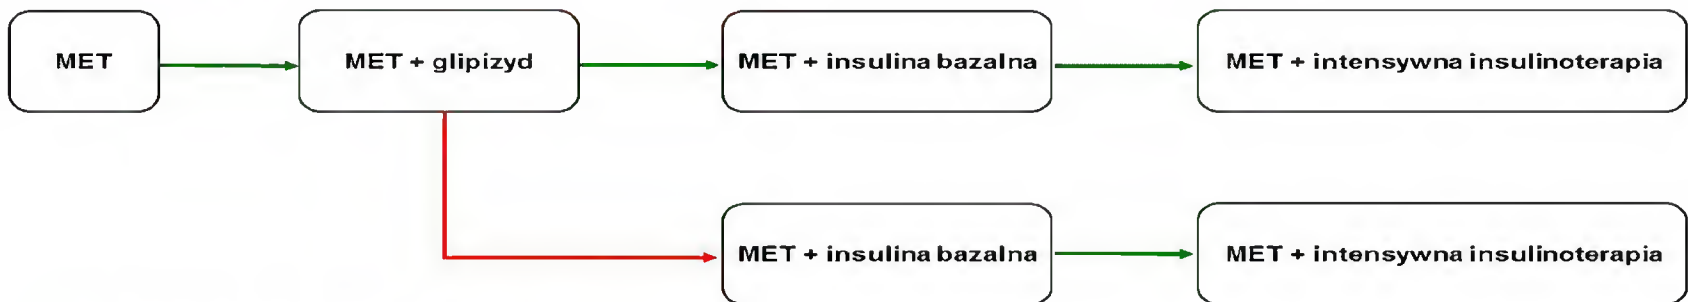 MET
MET + glipizyd
MET + insulina bazalna
MET + intensywna insulinoterapia
MET + insulina bazalna
MET + intensywna insulinoterapia